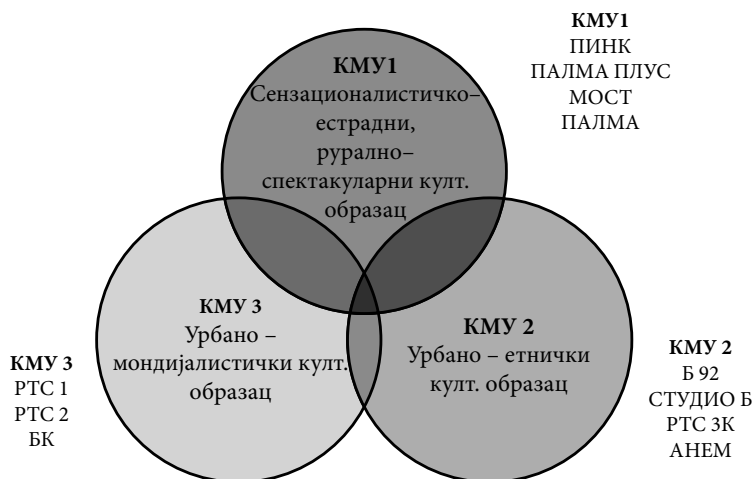 КМУ1
ПИНК
ПАЛМА ПЛУС
МОСТ
ПАЛМА
КМУ1
Сензационалистичко–
естрадни,
рурално–
спектакуларни култ.
образац
КМУ 3
Урбано –
мондијалистички култ.
образац
КМУ 2
Урбано – етнички
култ. образац
КМУ 3
РТС 1
РТС 2
БК
КМУ 2
Б 92
СТУДИО Б
РТС 3К
АНЕМ